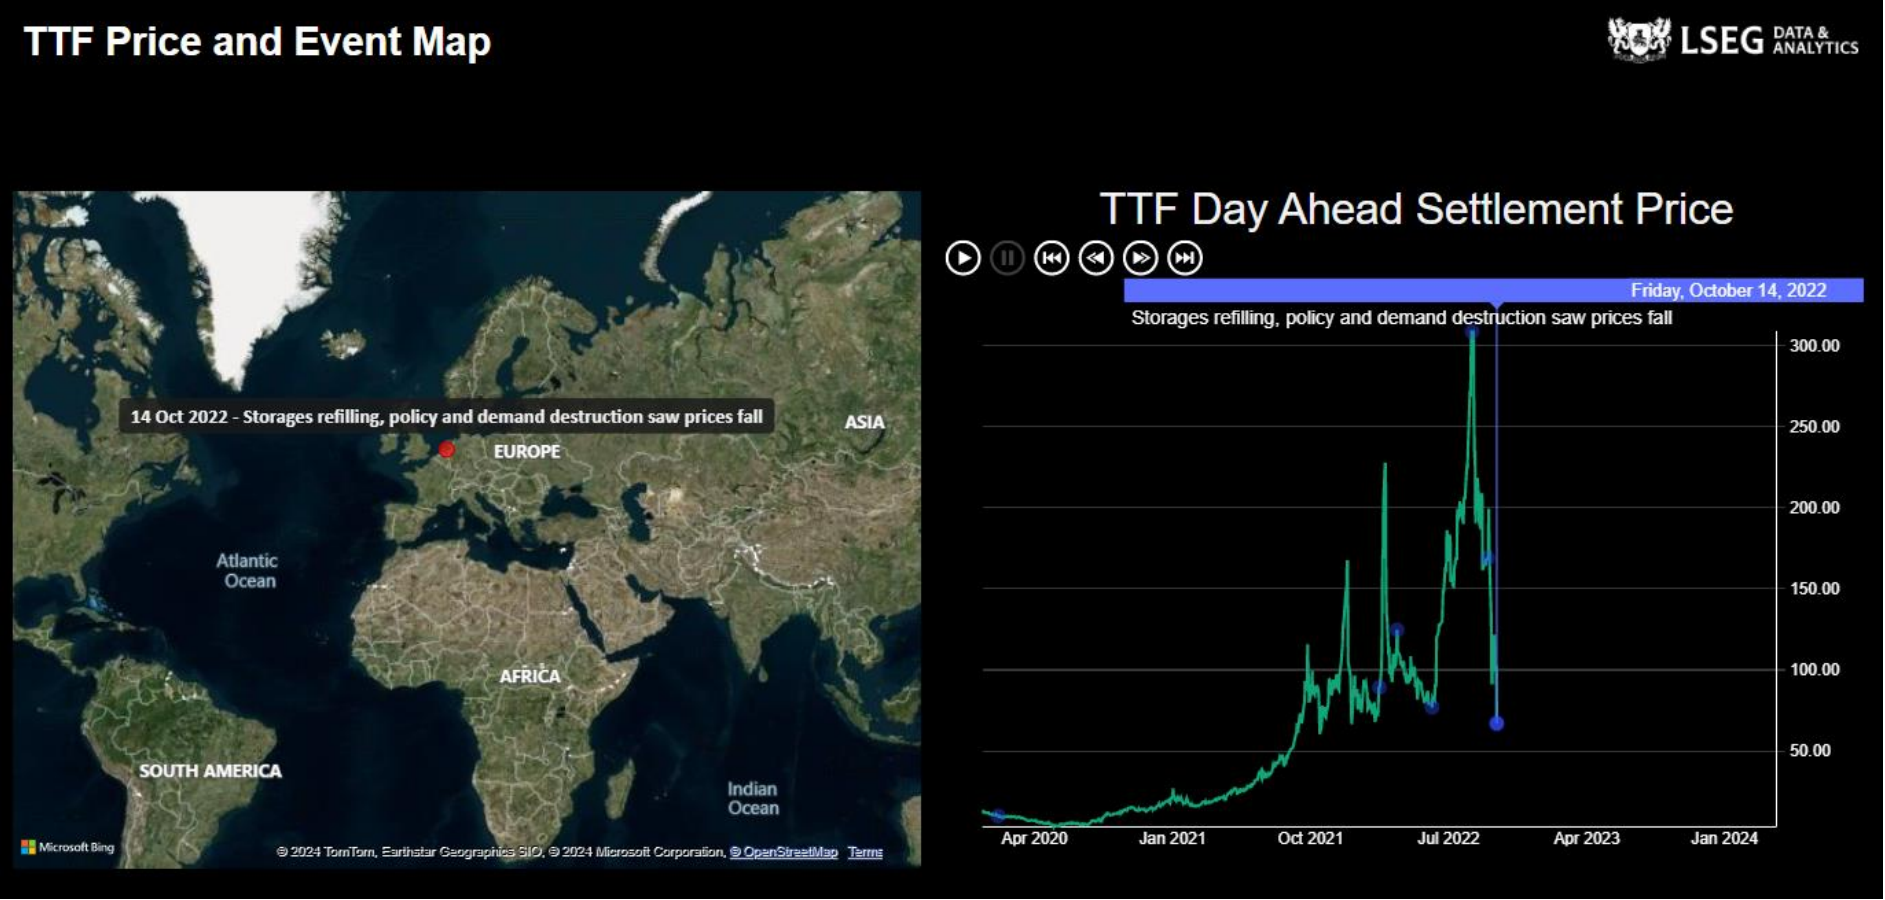 TTF Price and Event Map
LSEG DATA & ANALYTICS
14 Oct 2022 - Storages refilling, policy and demand destruction saw prices fall
ASIA
EUROPE
Atlantic
Ocean
AFRICA
SOUTH AMERICA
Indian
Ocean
Microsoft Bing
© 2024 TomTom, Earthstar Geographics SIO, © 2024 Microsoft Corporation, © OpenStreetMap Terms
TTF Day Ahead Settlement Price
Friday, October 14, 2022
Storages refilling, policy and demand destruction saw prices fall
300.00
250.00
200.00
150.00
100.00
50.00
Apr 2020 Jan 2021 Oct 2021 Jul 2022 Apr 2023 Jan 2024